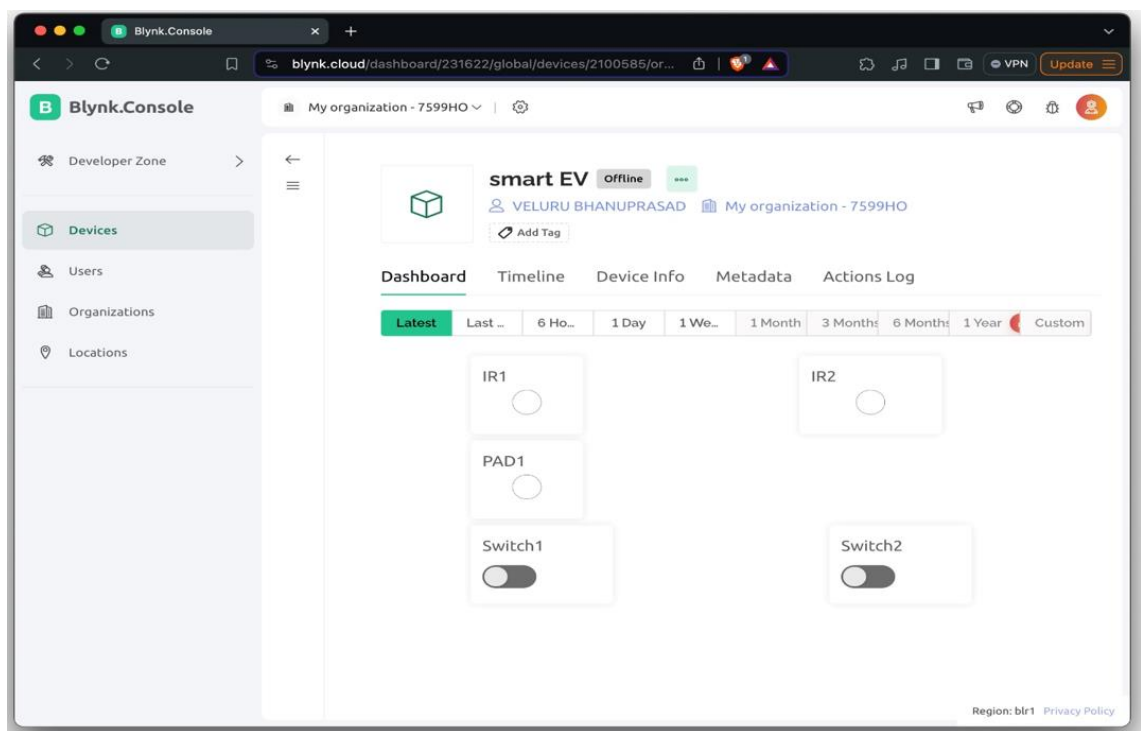 B Blynk.Console
blynk.cloud/dashboard/231622/global/devices/2100585/or... 1 VPN Update
B Blynk.Console My organization - 7599HO
Developer Zone
Devices
Users
Organizations
Locations
smart EV Offline
VELURU BHANUPRASAD My organization - 7599HO
Add Tag
Dashboard Timeline Device Info Metadata Actions Log
Latest Last ... 6 Ho... 1 Day 1 We... 1 Month 3 Months 6 Months 1 Year Custom
IR1 IR2
PAD1
Switch1 Switch2
Region: blr1 Privacy Policy